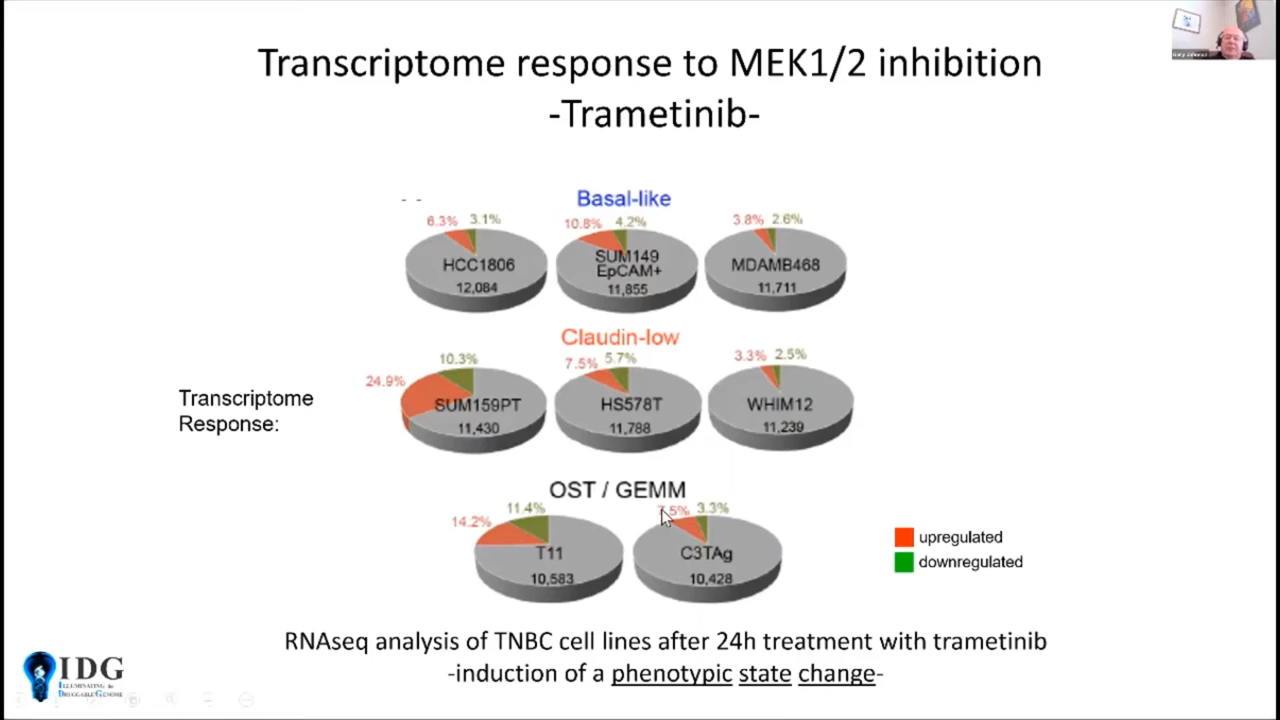 Transcriptome response to MEK1/2 inhibition
-Trametinib-
Basal-like
6.3% 3.1%
HCC1806
12,084
10.8% 4.2%
SUM149
EpCAM+
11,855
3.8% 2.6%
MDAMB468
11,711
Claudin-low
24.9% 10.3%
SUM159PT
11,430
7.5% 5.7%
HS578T
11,788
3.3% 2.5%
WHIM12
11,239
Transcriptome
Response:
OST / GEMM
14.2% 11.4%
T11
10,583
7.5% 3.3%
C3TAg
10,428
upregulated
downregulated
RNAseq analysis of TNBC cell lines after 24h treatment with trametinib
-induction of a phenotypic state change-
IDG
ILLUMINATING the
DRUGGABLE GENOME